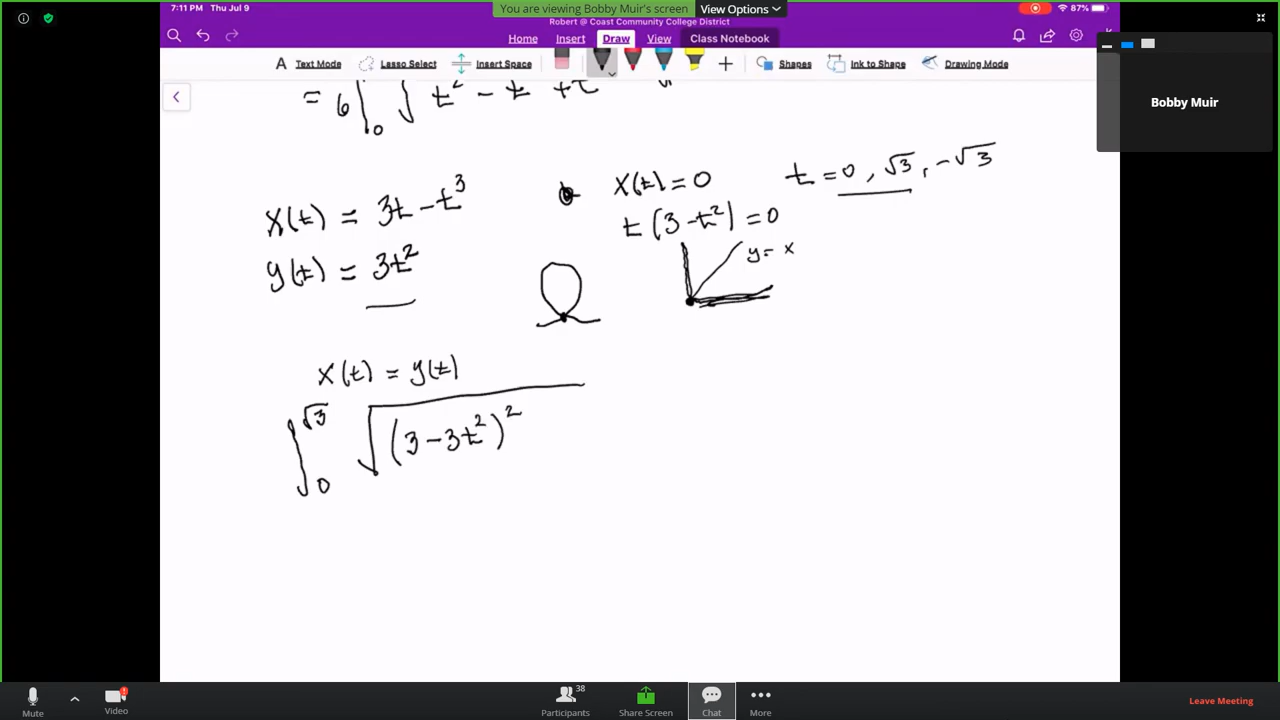 You are viewing Bobby Muir's screen View Options
7:11 PM Thu Jul 9
87%
Robert @ Coast Community College District
Home Insert Draw View Class Notebook
Text Mode Lasso Select Insert Space Shapes Ink to Shape Drawing Mode
Bobby Muir
x(t) = 3t - t³
x(t) = 0
t = 0, √3, -√3
y(t) = 3t²
t(3 - t²) = 0
y = x
x(t) = y(t)
∫₀^√3 √(3 - 3t²)²
Mute Video Participants 38 Share Screen Chat More Leave Meeting